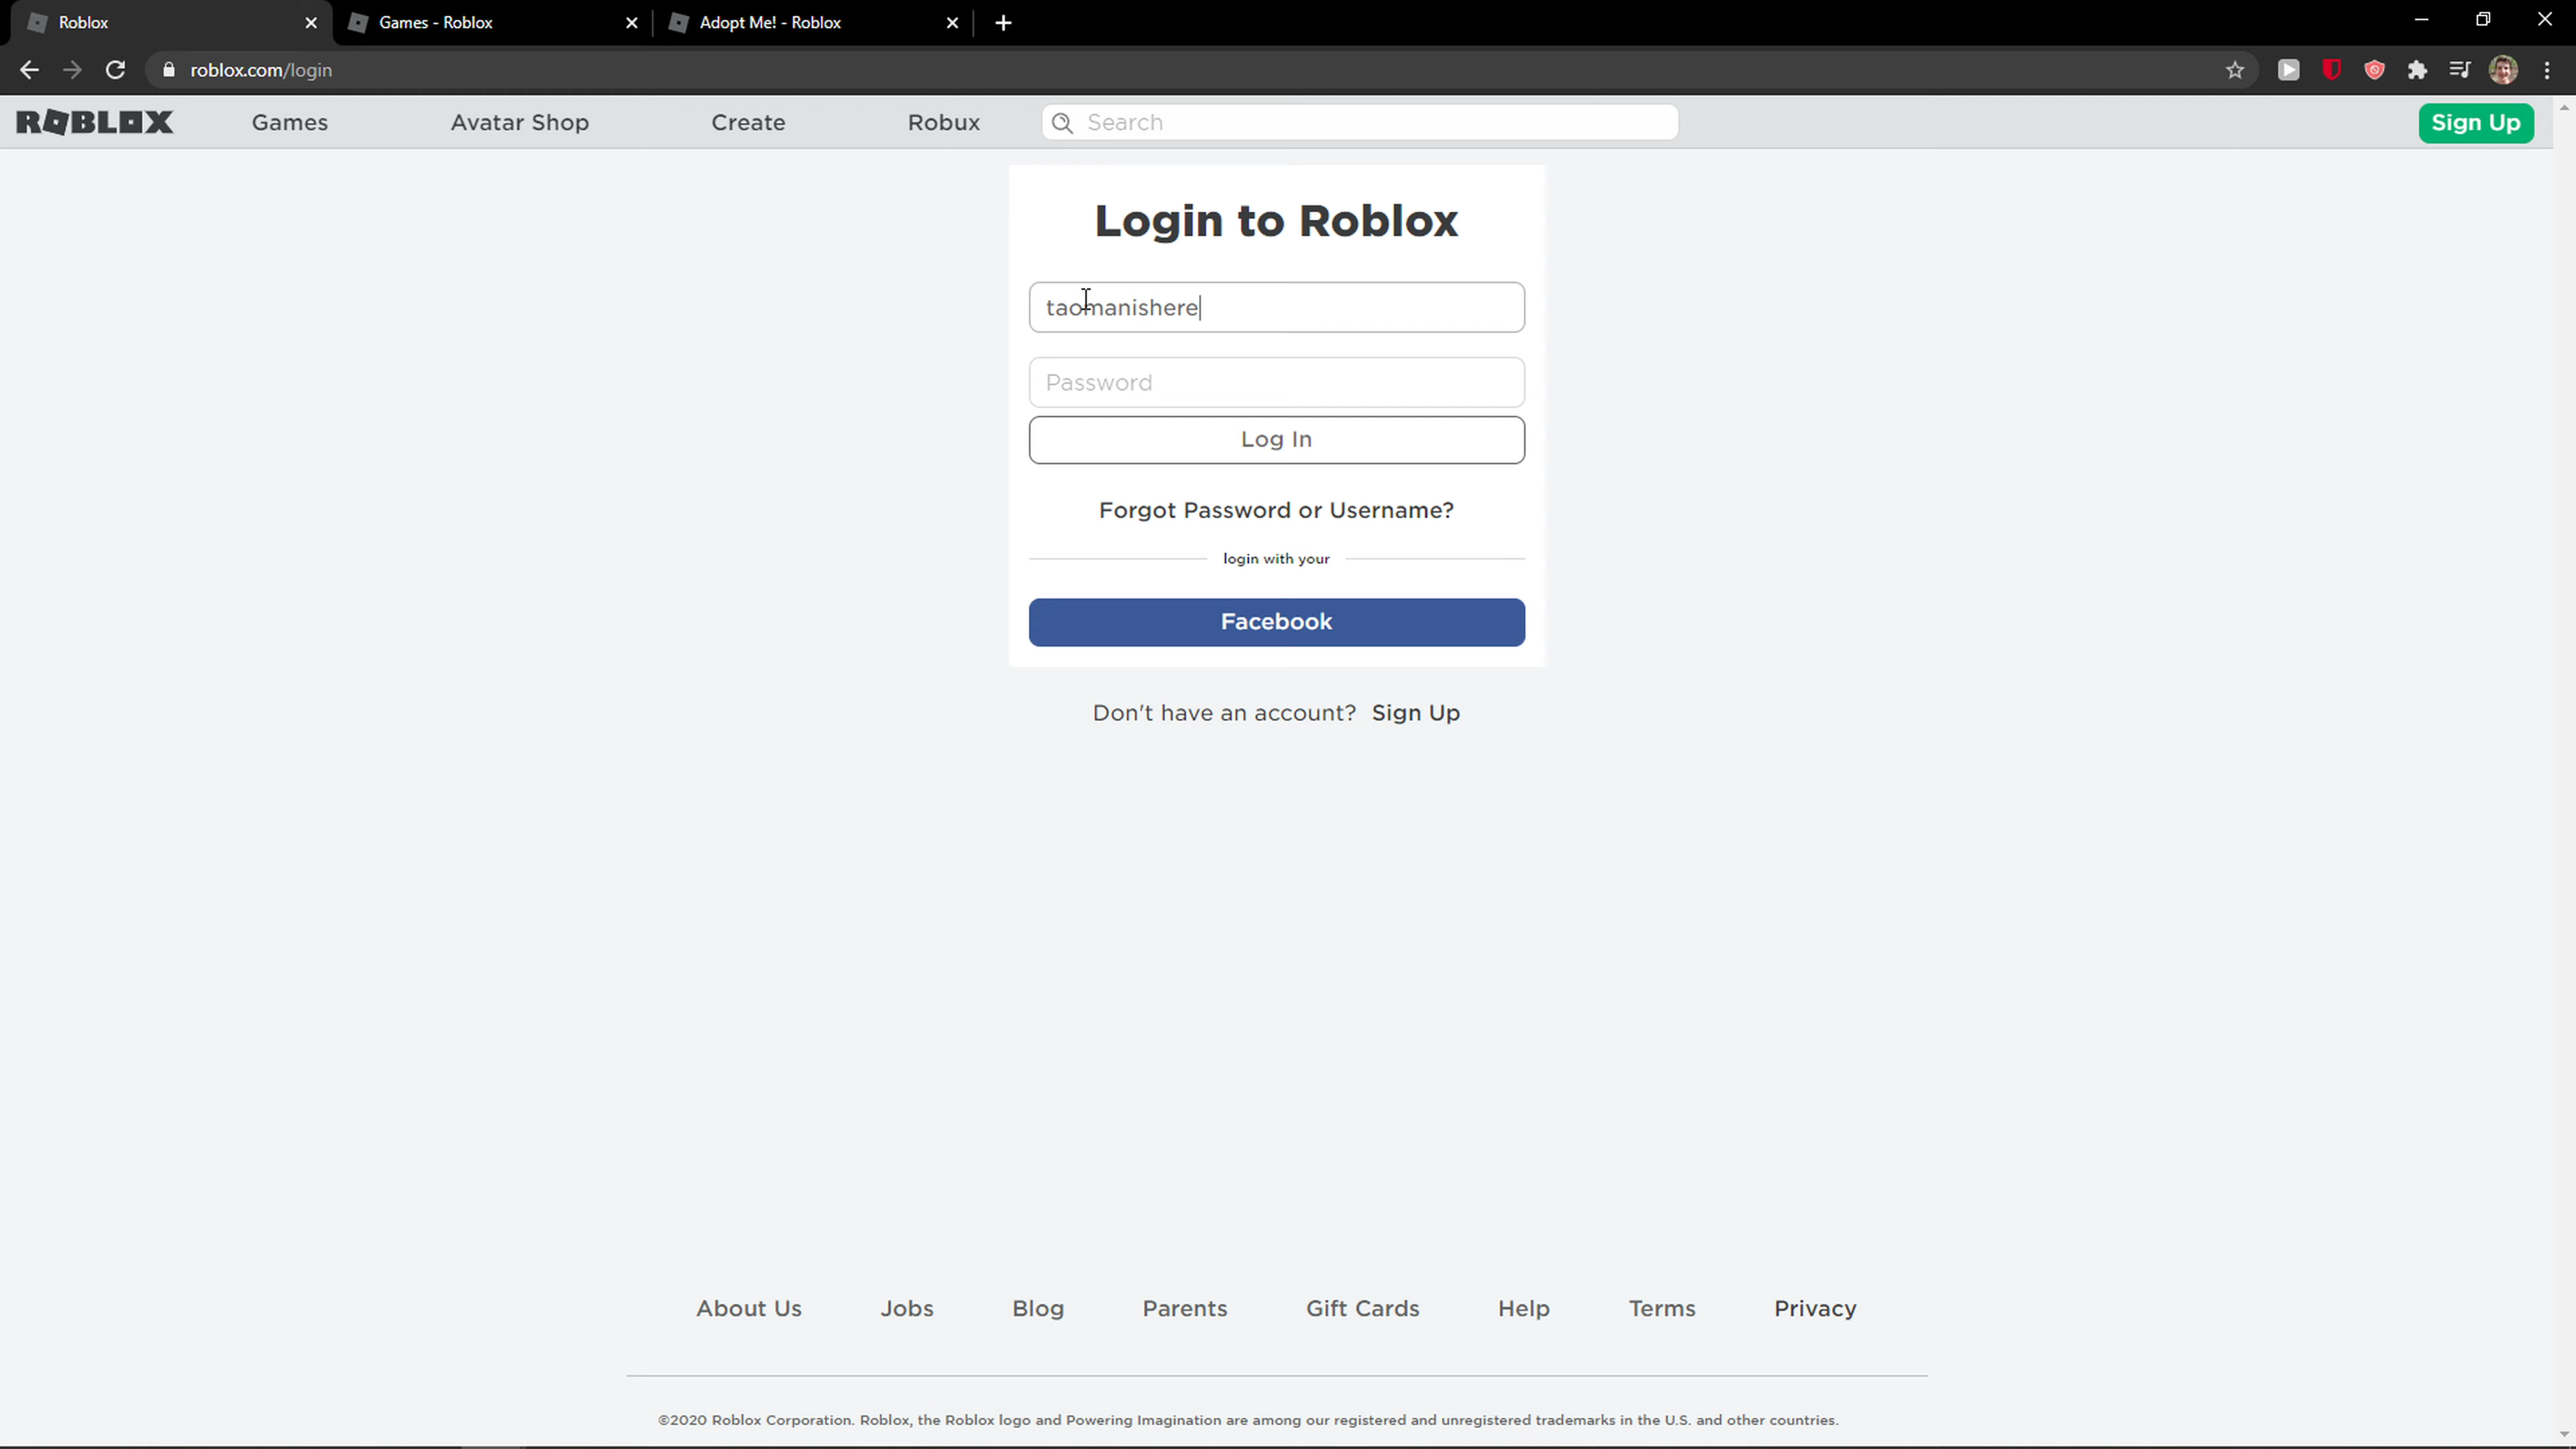 Roblox
Games - Roblox
Adopt Me! - Roblox
roblox.com/login
ROBLOX Games Avatar Shop Create Robux Search Sign Up
Login to Roblox
taomanishere
Password
Log In
Forgot Password or Username?
login with your
Facebook
Don't have an account? Sign Up
About Us Jobs Blog Parents Gift Cards Help Terms Privacy
©2020 Roblox Corporation. Roblox, the Roblox logo and Powering Imagination are among our registered and unregistered trademarks in the U.S. and other countries.